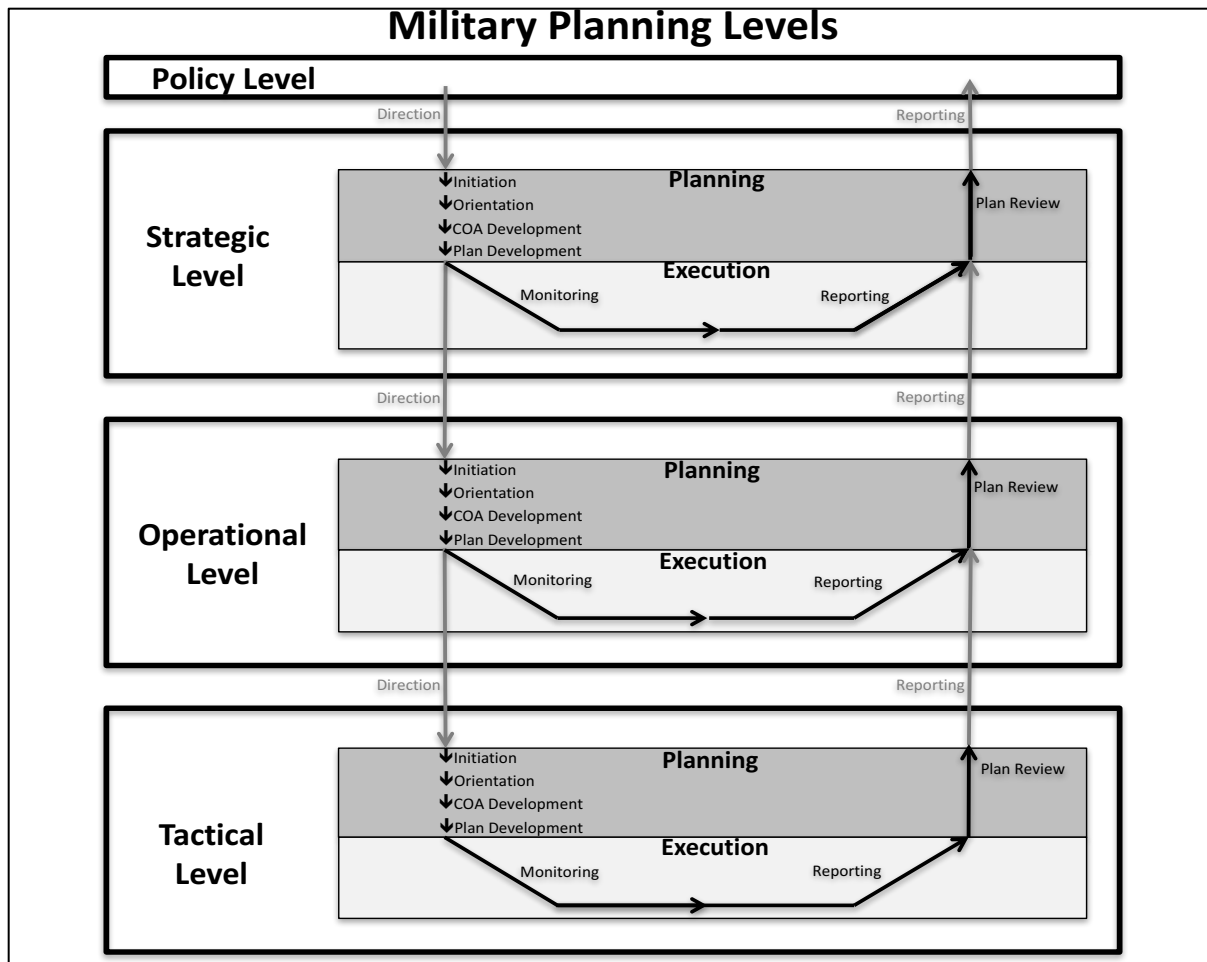 Military Planning Levels
Policy Level
Direction
Reporting
Strategic
Level
Planning
Initiation
Orientation
COA Development
Plan Development
Plan Review
Execution
Monitoring
Reporting
Direction
Reporting
Operational
Level
Planning
Initiation
Orientation
COA Development
Plan Development
Plan Review
Execution
Monitoring
Reporting
Direction
Reporting
Tactical
Level
Planning
Initiation
Orientation
COA Development
Plan Development
Plan Review
Execution
Monitoring
Reporting